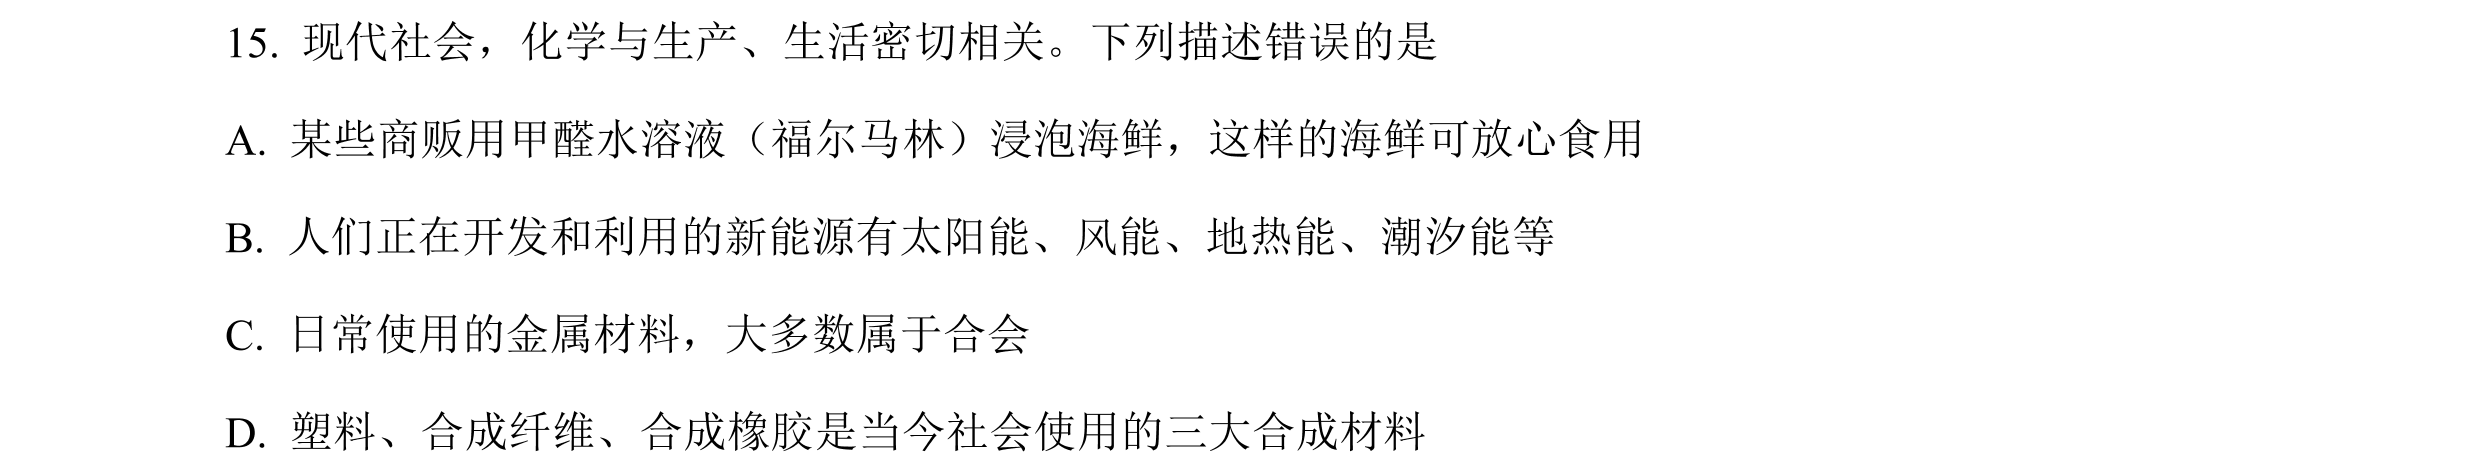 15. 现代社会，化学与生产、生活密切相关。下列描述错误的是
A. 某些商贩用甲醛水溶液（福尔马林）浸泡海鲜，这样的海鲜可放心食用
B. 人们正在开发和利用的新能源有太阳能、风能、地热能、潮汐能等
C. 日常使用的金属材料，大多数属于合会
D. 塑料、合成纤维、合成橡胶是当今社会使用的三大合成材料